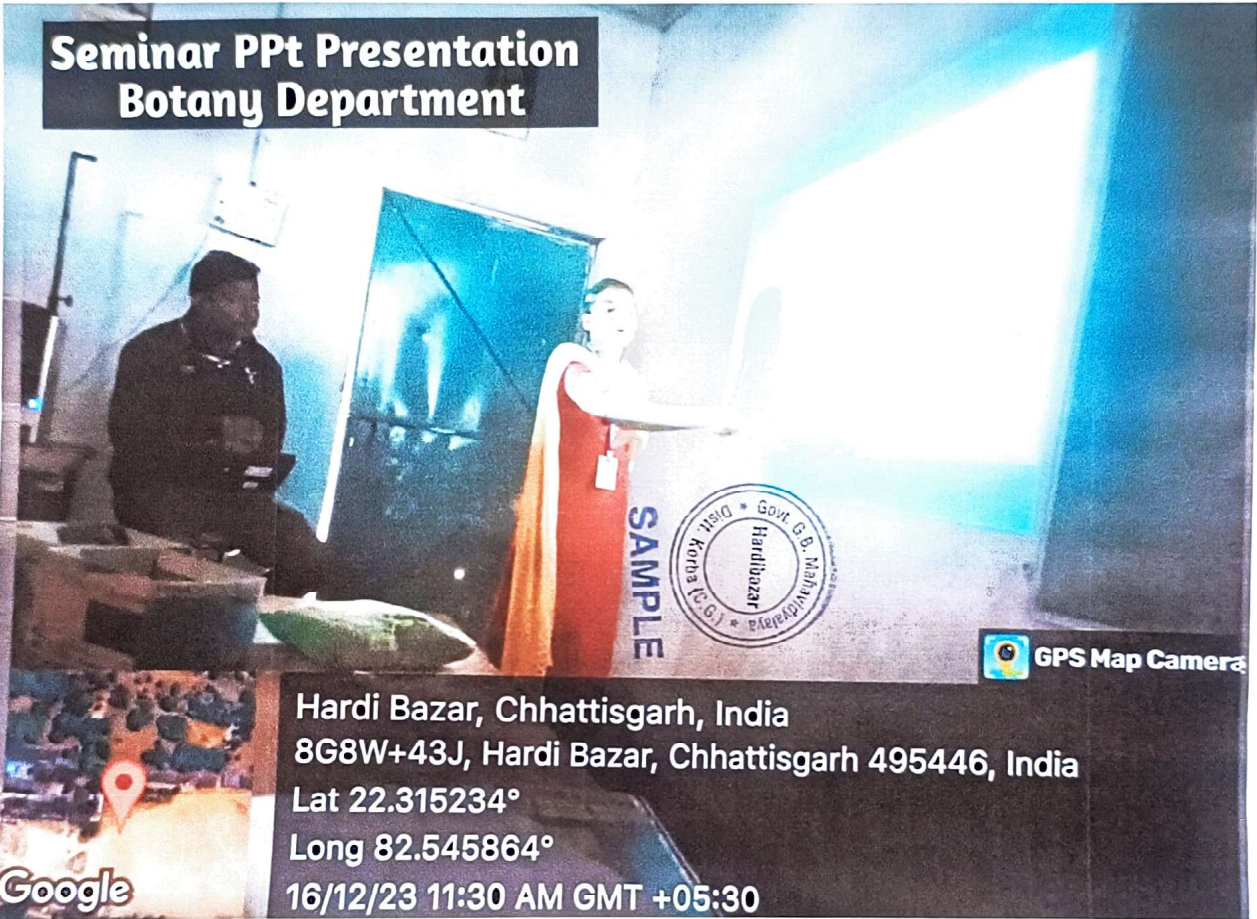 Seminar PPt Presentation
Botany Department
SAMPLE
Govt. G.B. Mahavidyalaya * Distt. Korba (C.G.) *
Hardibazar
GPS Map Camera
Hardi Bazar, Chhattisgarh, India
8G8W+43J, Hardi Bazar, Chhattisgarh 495446, India
Lat 22.315234°
Long 82.545864°
16/12/23 11:30 AM GMT +05:30
Google